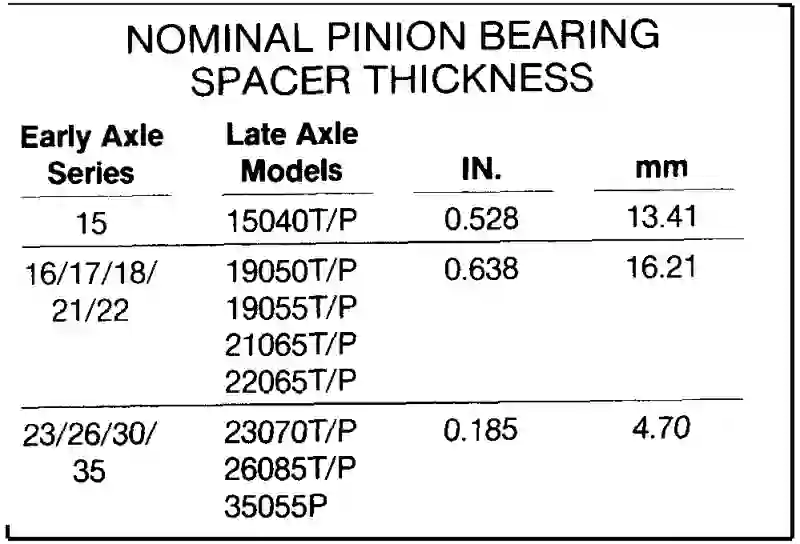 NOMINAL PINION BEARING
SPACER THICKNESS
Early Axle Late Axle
Series Models IN. mm
15 15040T/P 0.528 13.41
16/17/18/ 19050T/P 0.638 16.21
21/22 19055T/P
21065T/P
22065T/P
23/26/30/ 23070T/P 0.185 4.70
35 26085T/P
35055P